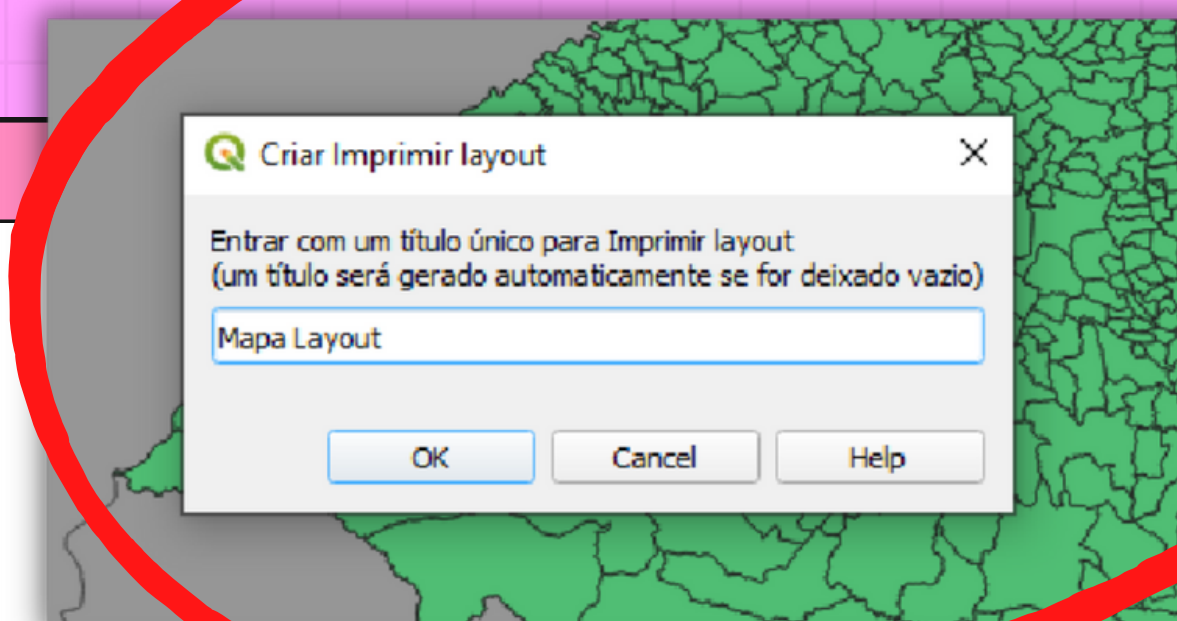 Criar Imprimir layout
Entrar com um título único para Imprimir layout
(um título será gerado automaticamente se for deixado vazio)
Mapa Layout
OK Cancel Help